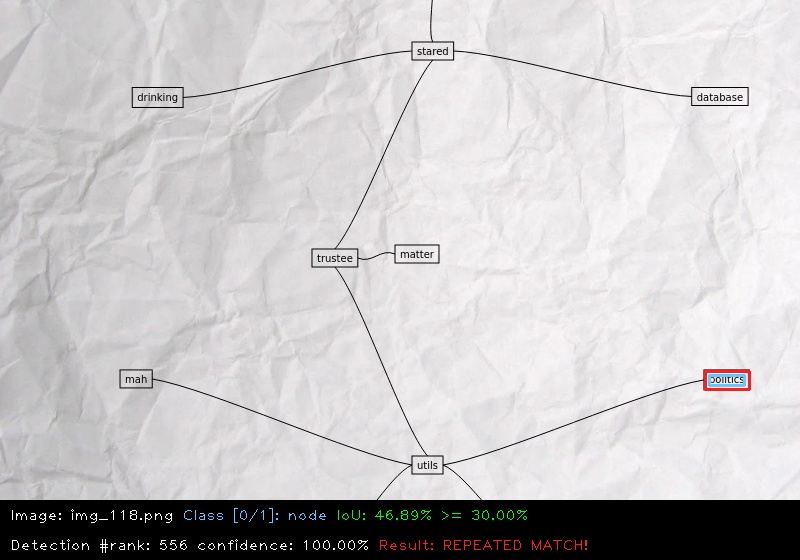 stared
drinking
database
trustee
matter
mah
politics
utils
Image: img_118.png Class [0/1]: node IoU: 46.89% >= 30.00%
Detection #rank: 556 confidence: 100.00% Result: REPEATED MATCH!